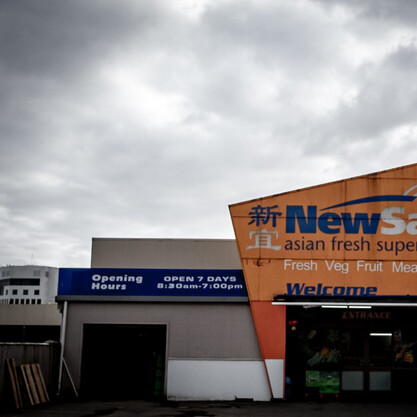 新宜
NewSa
asian fresh super
Fresh Veg Fruit Mea
Welcome
ENTRANCE
Opening Hours
OPEN 7 DAYS
8:30am-7:00pm